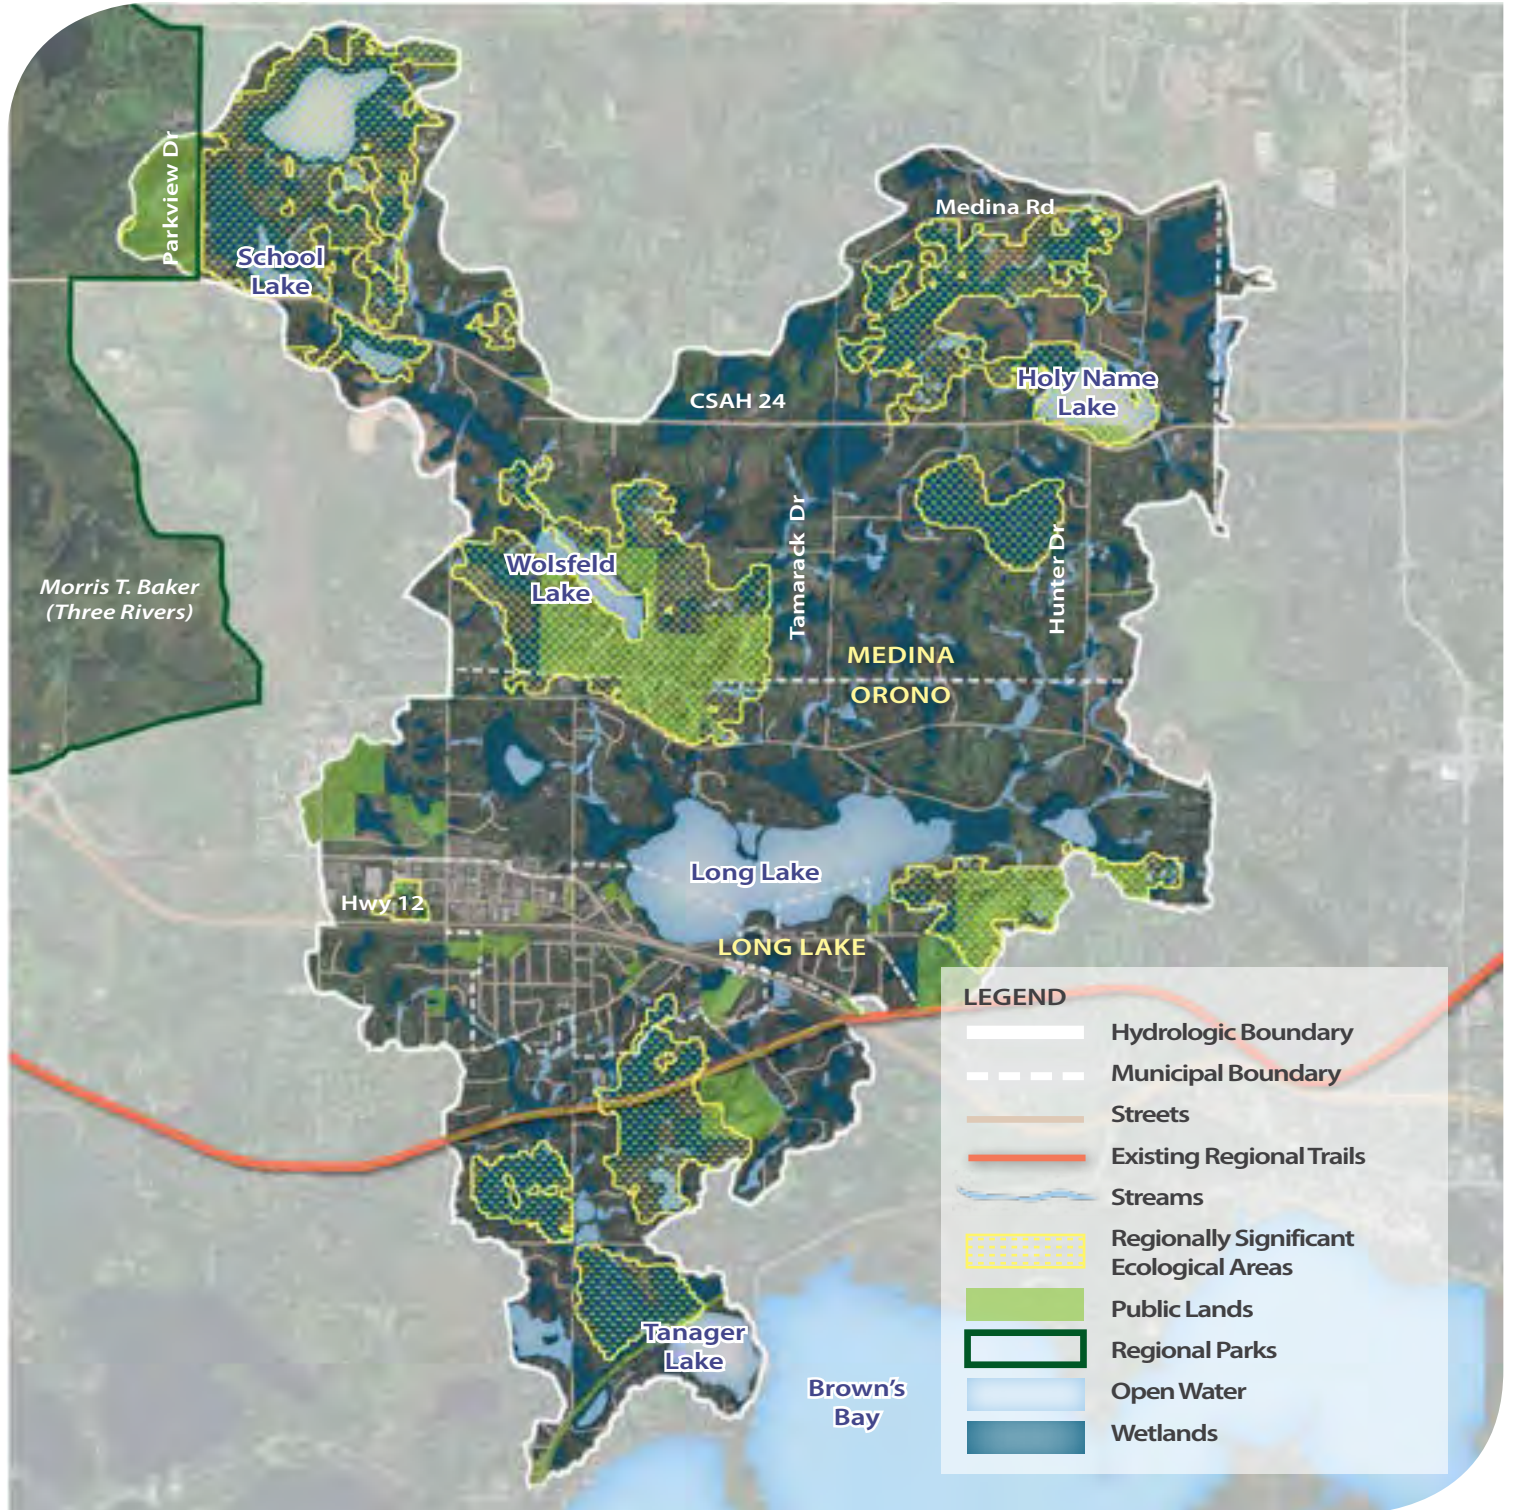 Parkview Dr
School
Lake
Medina Rd
Holy Name
Lake
CSAH 24
Wolsfeld
Lake
Tamarack Dr
Hunter Dr
Morris T. Baker
(Three Rivers)
MEDINA
ORONO
Long Lake
Hwy 12
LONG LAKE
Tanager
Lake
Brown's
Bay
LEGEND
Hydrologic Boundary
Municipal Boundary
Streets
Existing Regional Trails
Streams
Regionally Significant
Ecological Areas
Public Lands
Regional Parks
Open Water
Wetlands